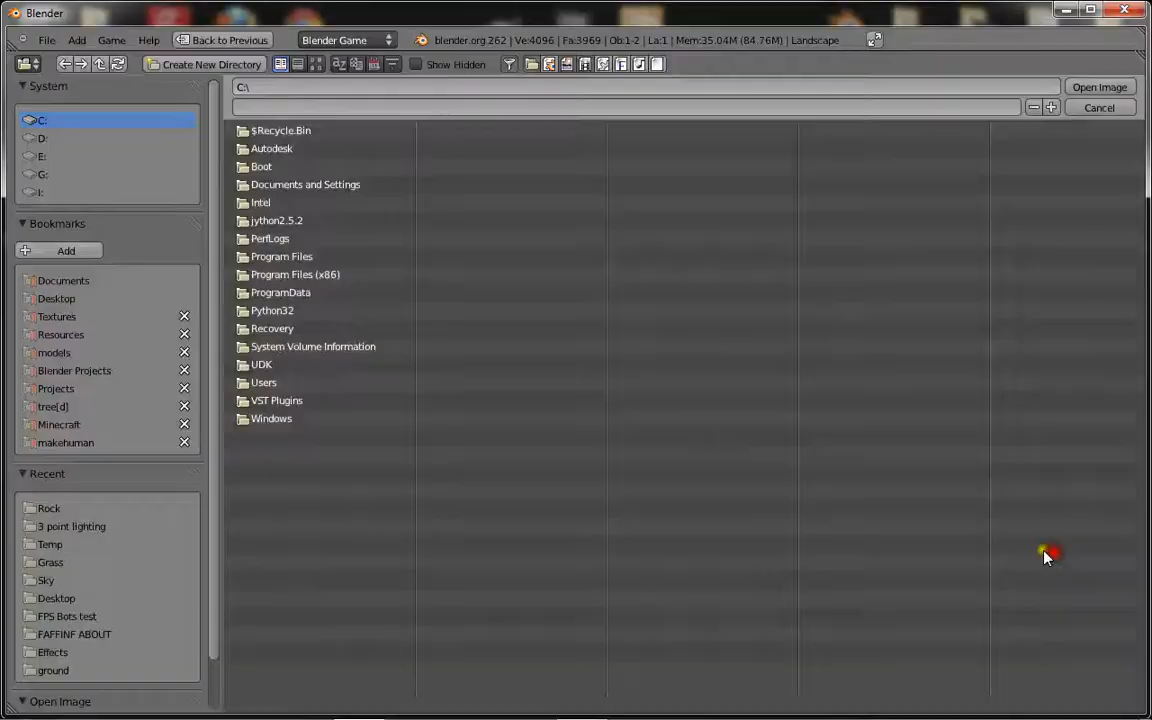 Blender
File Add Game Help Back to Previous Blender Game blender.org 262 | Ve:4096 | Fa:3969 | Ob:1-2 | La:1 | Mem:35.04M (84.76M) | Landscape
Create New Directory Show Hidden
System
C:\ Open Image
Cancel
C:
D:
E:
G:
I:
Bookmarks
Add
Documents
Desktop
Textures
Resources
models
Blender Projects
Projects
tree[d]
Minecraft
makehuman
Recent
Rock
3 point lighting
Temp
Grass
Sky
Desktop
FPS Bots test
FAFFINF ABOUT
Effects
ground
Open Image
$Recycle.Bin
Autodesk
Boot
Documents and Settings
Intel
jython2.5.2
PerfLogs
Program Files
Program Files (x86)
ProgramData
Python32
Recovery
System Volume Information
UDK
Users
VST Plugins
Windows